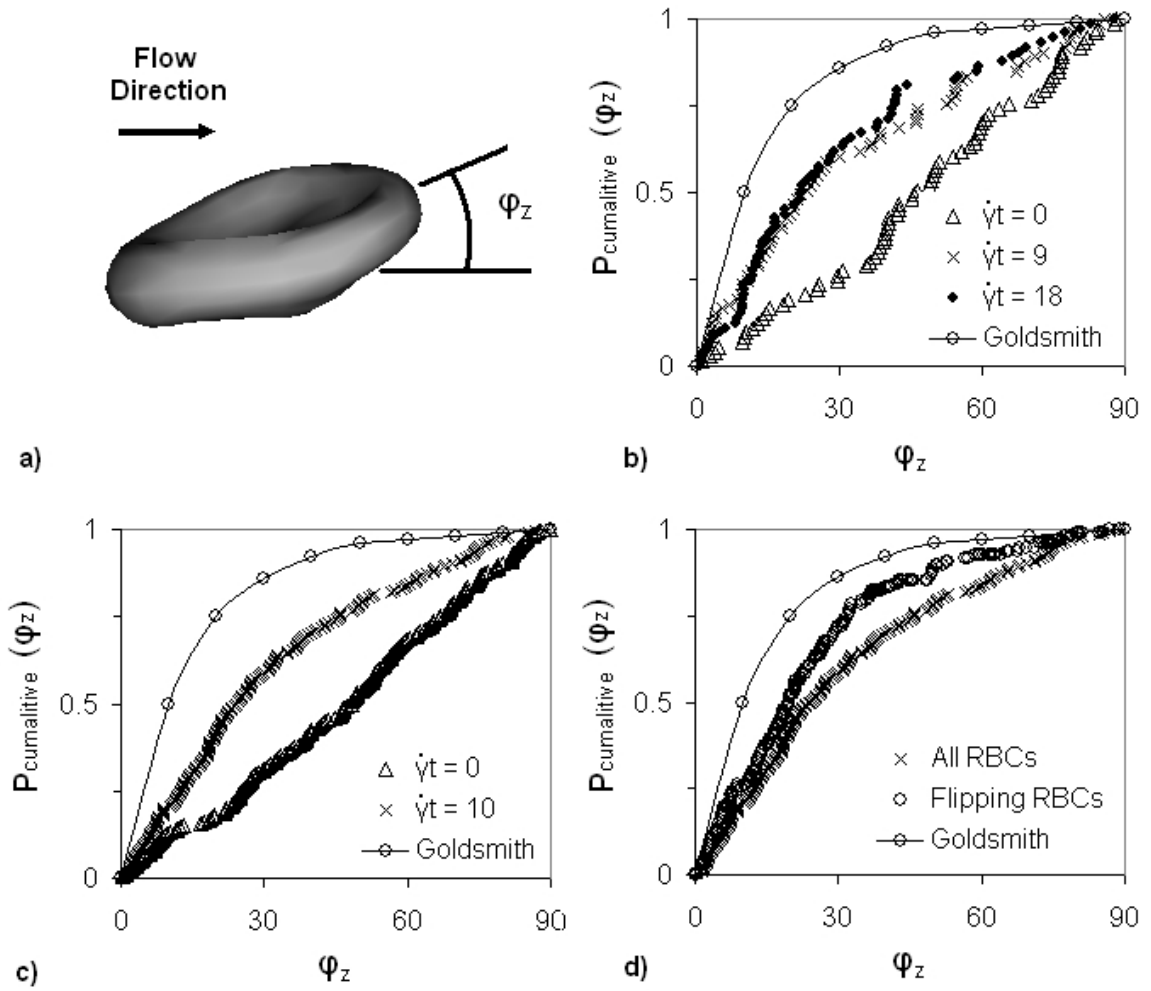 Flow
Direction
φz
a)
Pcumalitive (φz)
1
0.5
0
0 30 60 90
φz
γ̇t = 0
γ̇t = 9
γ̇t = 18
Goldsmith
b)
Pcumalitive (φz)
1
0.5
0
0 30 60 90
φz
γ̇t = 0
γ̇t = 10
Goldsmith
c)
Pcumalitive (φz)
1
0.5
0
0 30 60 90
φz
All RBCs
Flipping RBCs
Goldsmith
d)